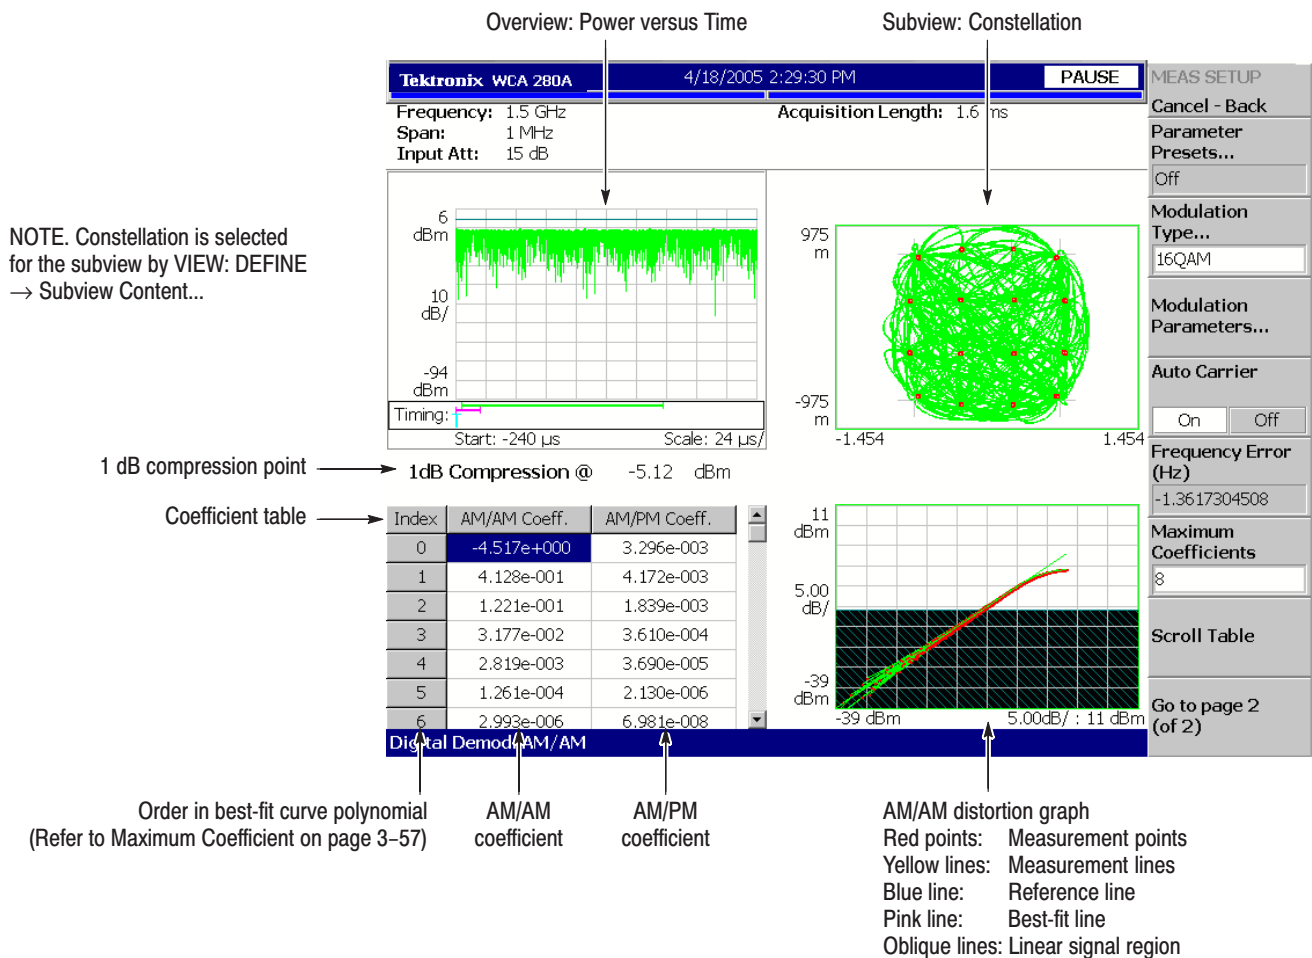 Overview: Power versus Time
Subview: Constellation
Tektronix WCA 280A
4/18/2005 2:29:30 PM
PAUSE
MEAS SETUP
Cancel - Back
Frequency: 1.5 GHz
Span: 1 MHz
Input Att: 15 dB
Acquisition Length: 1.6 ms
Parameter
Presets...
Off
Modulation
Type...
16QAM
Modulation
Parameters...
Auto Carrier
On Off
Frequency Error
(Hz)
-1.3617304508
Maximum
Coefficients
8
Scroll Table
Go to page 2
(of 2)
NOTE. Constellation is selected
for the subview by VIEW: DEFINE
→ Subview Content...
6
dBm
10
dB/
-94
dBm
Timing:
Start: -240 µs
Scale: 24 µs/
975
m
-975
m
-1.454
1.454
1 dB compression point
1dB Compression @ -5.12 dBm
Coefficient table
Index AM/AM Coeff. AM/PM Coeff.
0 -4.517e+000 3.296e-003
1 4.128e-001 4.172e-003
2 1.221e-001 1.839e-003
3 3.177e-002 3.610e-004
4 2.819e-003 3.690e-005
5 1.261e-004 2.130e-006
6 2.993e-006 6.981e-008
11
dBm
5.00
dB/
-39
dBm
-39 dBm
5.00dB/ : 11 dBm
Digital Demod: AM/AM
Order in best-fit curve polynomial
(Refer to Maximum Coefficient on page 3–57)
AM/AM
coefficient
AM/PM
coefficient
AM/AM distortion graph
Red points: Measurement points
Yellow lines: Measurement lines
Blue line: Reference line
Pink line: Best-fit line
Oblique lines: Linear signal region